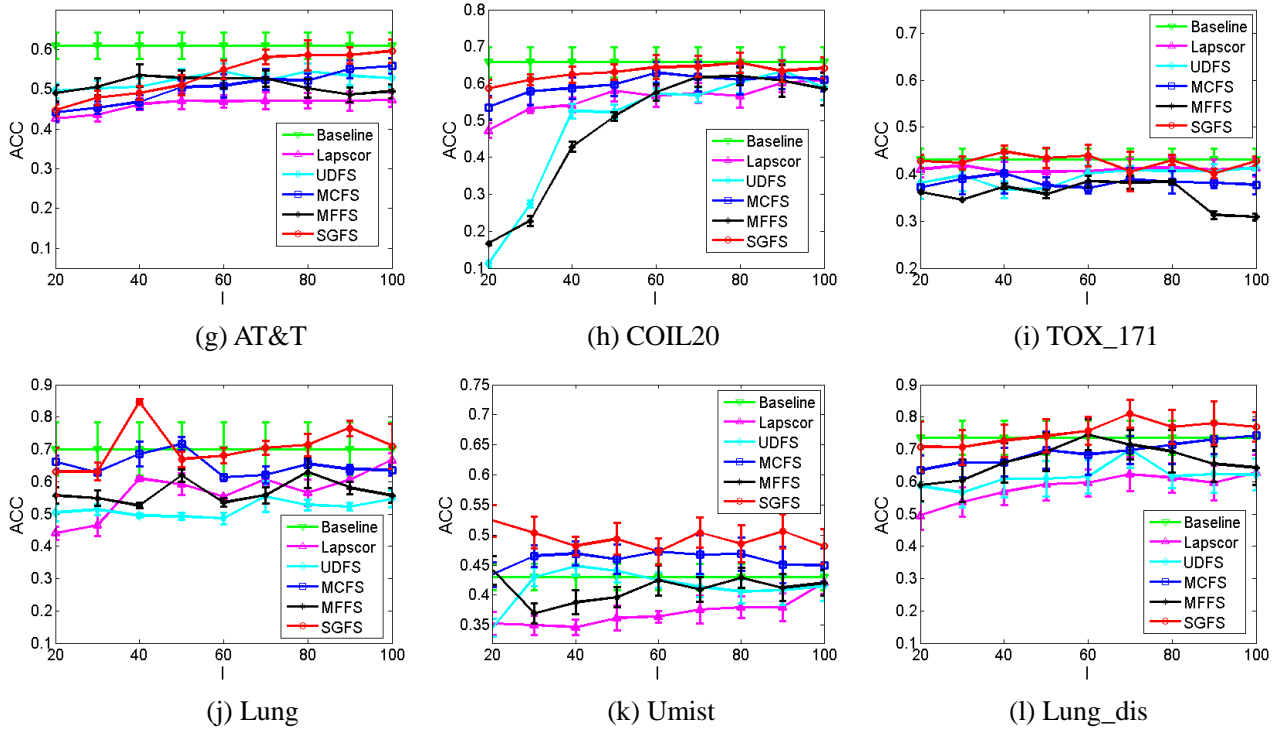 0.6
0.5
0.4
0.3
0.2
0.1
ACC
20
40
60
80
100
l
Baseline
Lapscor
UDFS
MCFS
MFFS
SGFS
(g) AT&T
0.8
0.7
0.6
0.5
0.4
0.3
0.2
0.1
ACC
20
40
60
80
100
l
Baseline
Lapscor
UDFS
MCFS
MFFS
SGFS
(h) COIL20
0.7
0.6
0.5
0.4
0.3
0.2
ACC
20
40
60
80
100
l
Baseline
Lapscor
UDFS
MCFS
MFFS
SGFS
(i) TOX_171
0.9
0.8
0.7
0.6
0.5
0.4
0.3
0.2
0.1
ACC
20
40
60
80
100
l
Baseline
Lapscor
UDFS
MCFS
MFFS
SGFS
(j) Lung
0.75
0.7
0.65
0.6
0.55
0.5
0.45
0.4
0.35
ACC
20
40
60
80
100
l
Baseline
Lapscor
UDFS
MCFS
MFFS
SGFS
(k) Umist
0.9
0.8
0.7
0.6
0.5
0.4
0.3
0.2
ACC
20
40
60
80
100
l
Baseline
Lapscor
UDFS
MCFS
MFFS
SGFS
(l) Lung_dis